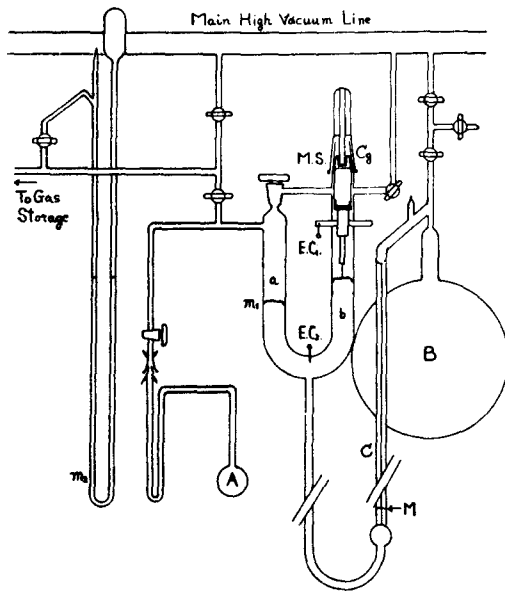 Main High Vacuum Line
M.S.
Cg
To Gas
Storage
E.C.
a
m₁
b
E.C.
B
m₂
A
C
M